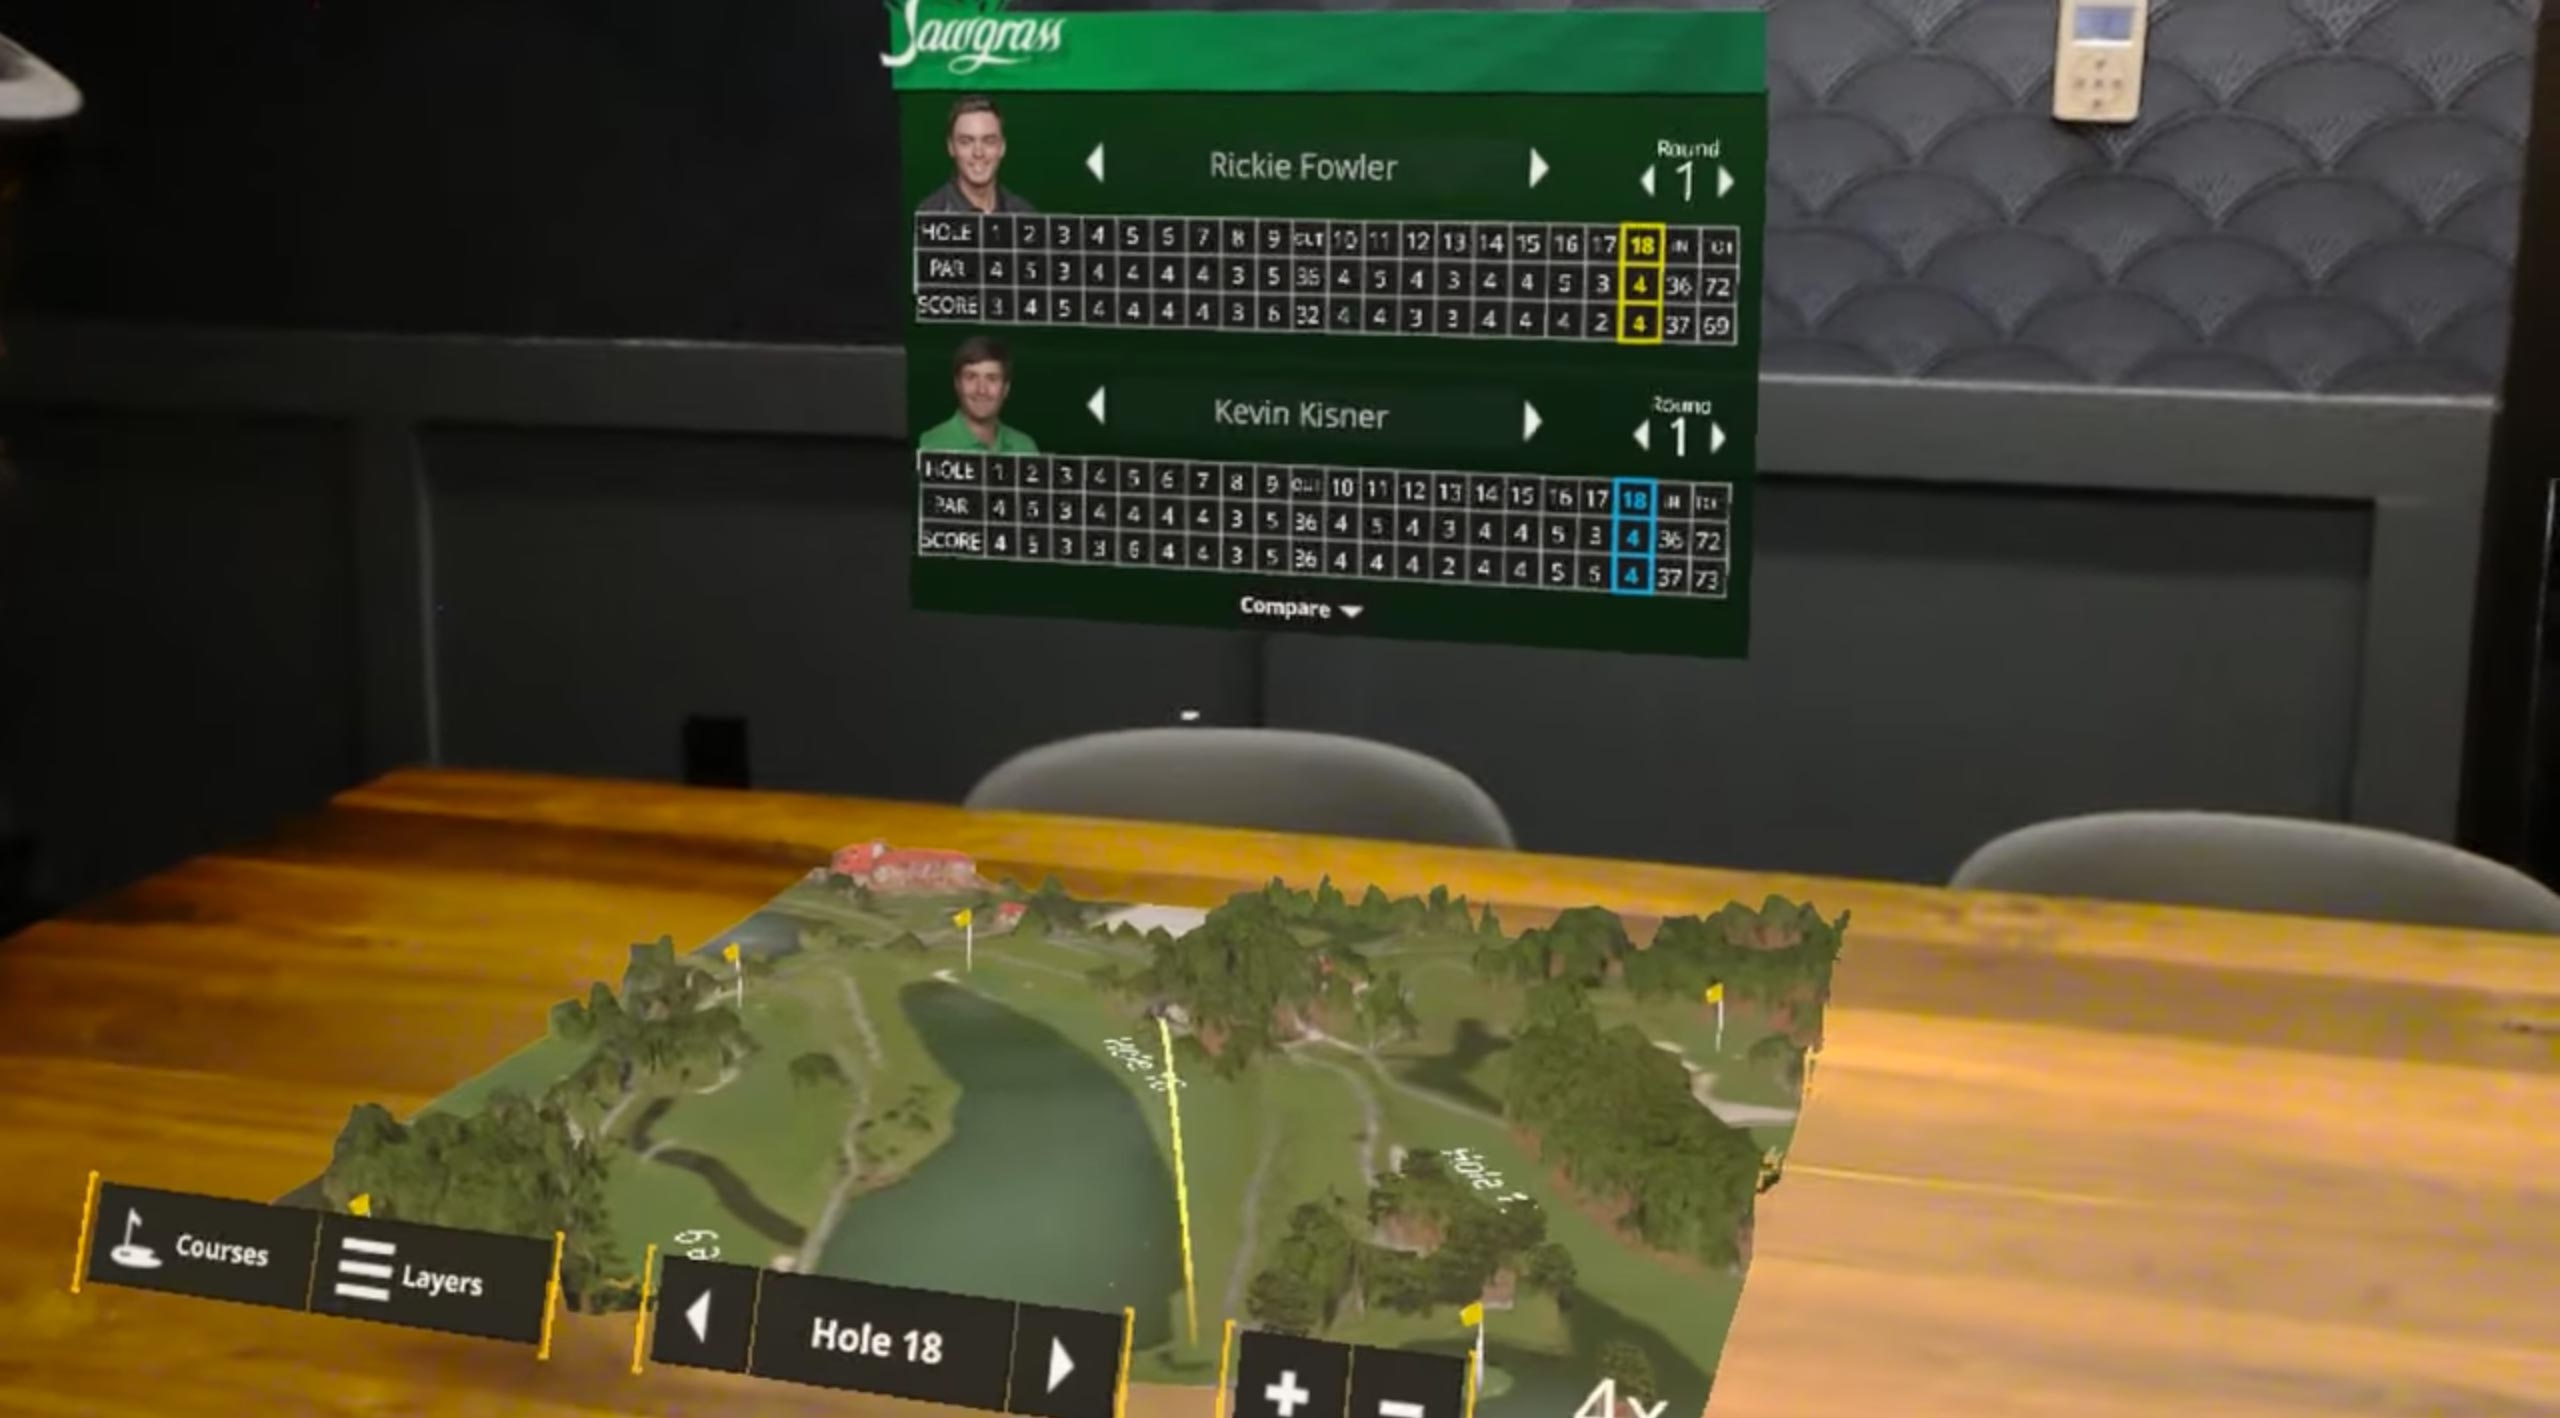 Sawgrass
Rickie Fowler
Round
1
HOLE 1 2 3 4 5 6 7 8 9 OUT 10 11 12 13 14 15 16 17 18 IN TOT
PAR 4 5 3 4 4 4 4 3 5 36 4 5 4 3 4 4 5 3 4 36 72
SCORE 3 4 5 4 4 4 4 3 6 32 4 4 3 3 4 4 4 2 4 37 69
Kevin Kisner
Round
1
HOLE 1 2 3 4 5 6 7 8 9 OUT 10 11 12 13 14 15 16 17 18 IN TOT
PAR 4 5 3 4 4 4 4 3 5 36 4 5 4 3 4 4 5 3 4 36 72
SCORE 4 5 3 3 6 4 4 3 5 36 4 4 4 2 4 4 5 5 4 37 73
Compare
Hole
Hole
Courses
Layers
Hole 18
+
-
4x